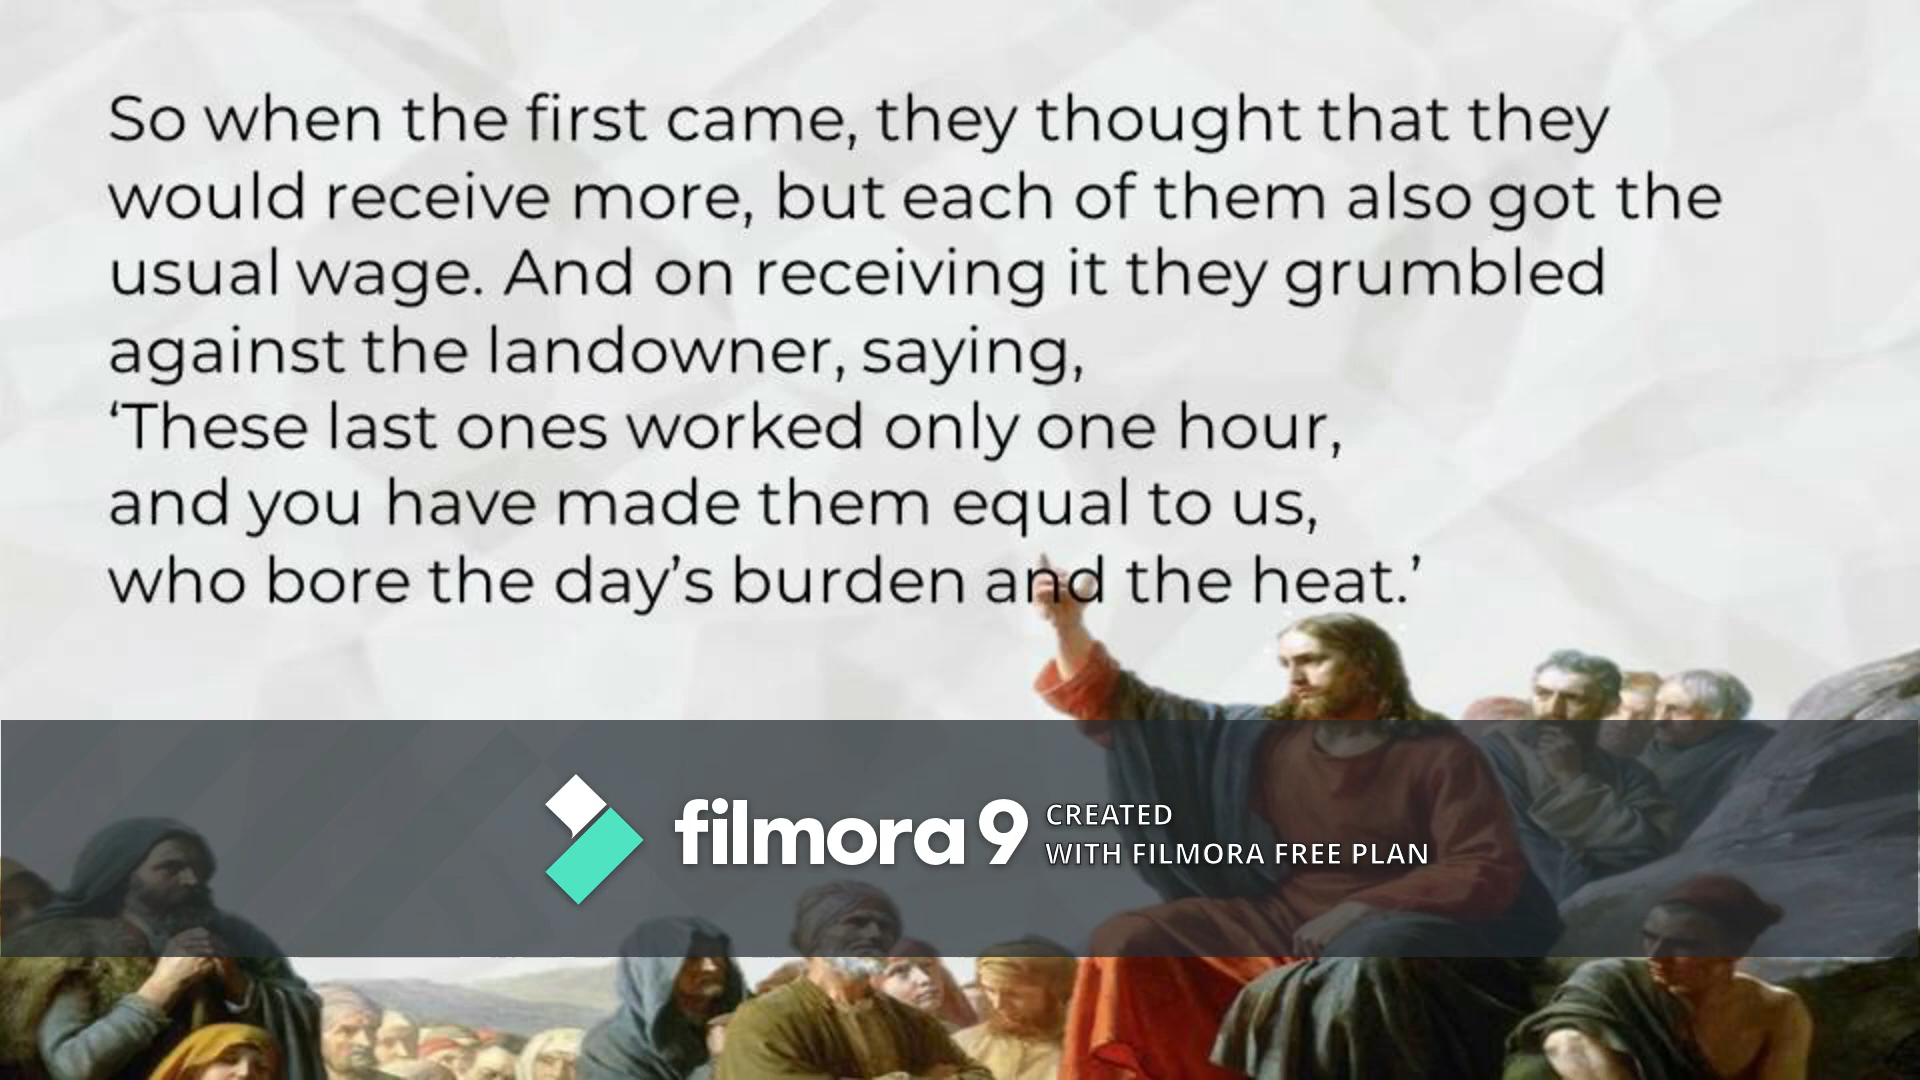 So when the first came, they thought that they
would receive more, but each of them also got the
usual wage. And on receiving it they grumbled
against the landowner, saying,
‘These last ones worked only one hour,
and you have made them equal to us,
who bore the day’s burden and the heat.’
filmora9 CREATED
WITH FILMORA FREE PLAN